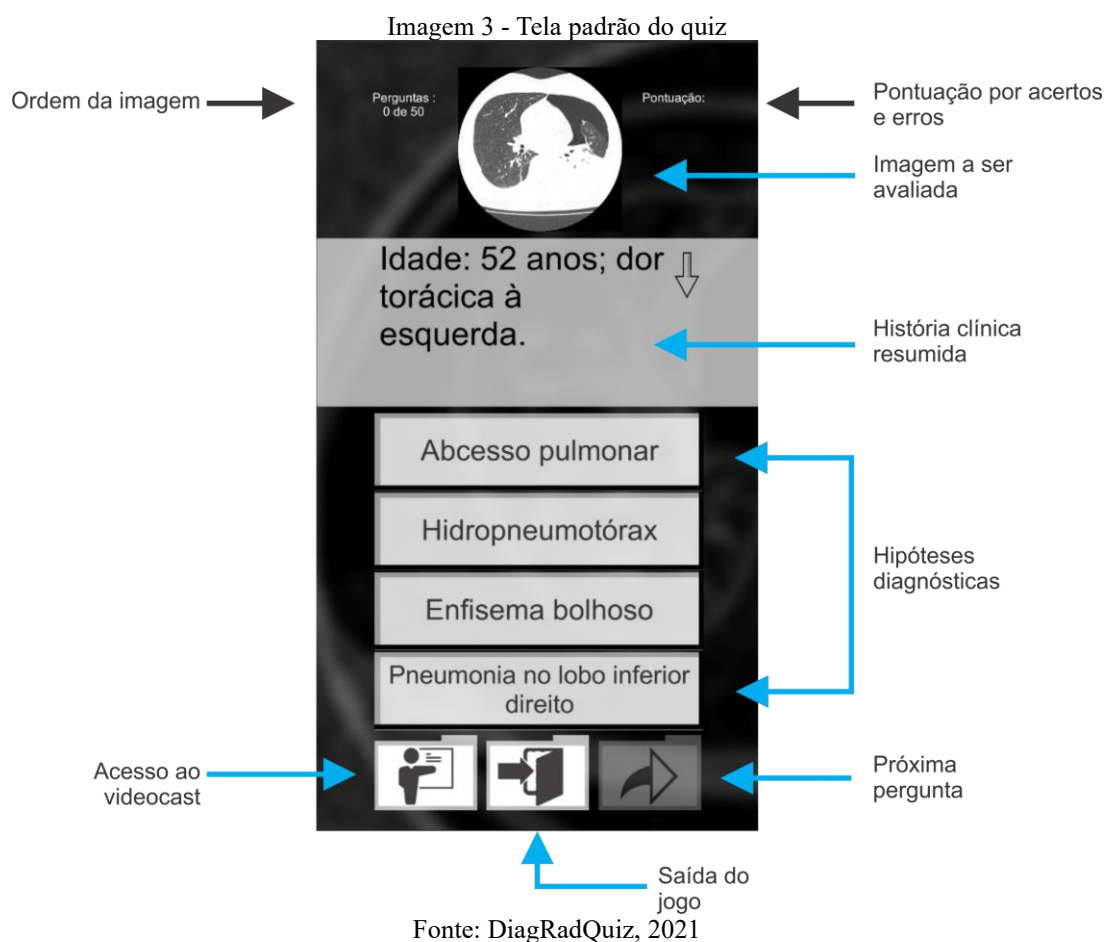 Imagem 3 - Tela padrão do quiz
Ordem da imagem
Perguntas :
0 de 50
Pontuação:
Pontuação por acertos
e erros
Imagem a ser
avaliada
Idade: 52 anos; dor
torácica à
esquerda.
História clínica
resumida
Abcesso pulmonar
Hidropneumotórax
Enfisema bolhoso
Pneumonia no lobo inferior
direito
Hipóteses
diagnósticas
Acesso ao
videocast
Próxima
pergunta
Saída do
jogo
Fonte: DiagRadQuiz, 2021